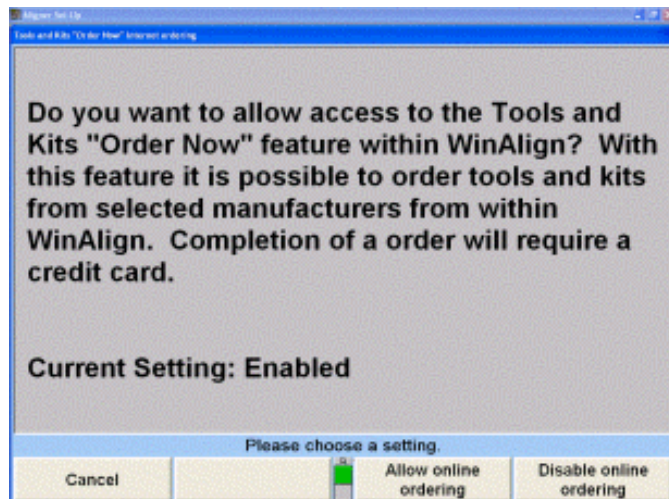 Aligner Set-Up
Tools and Kits "Order Now" Internet ordering
Do you want to allow access to the Tools and
Kits "Order Now" feature within WinAlign?  With
this feature it is possible to order tools and kits
from selected manufacturers from within
WinAlign.  Completion of a order will require a
credit card.
Current Setting: Enabled
Please choose a setting.
Cancel
Allow online
ordering
Disable online
ordering